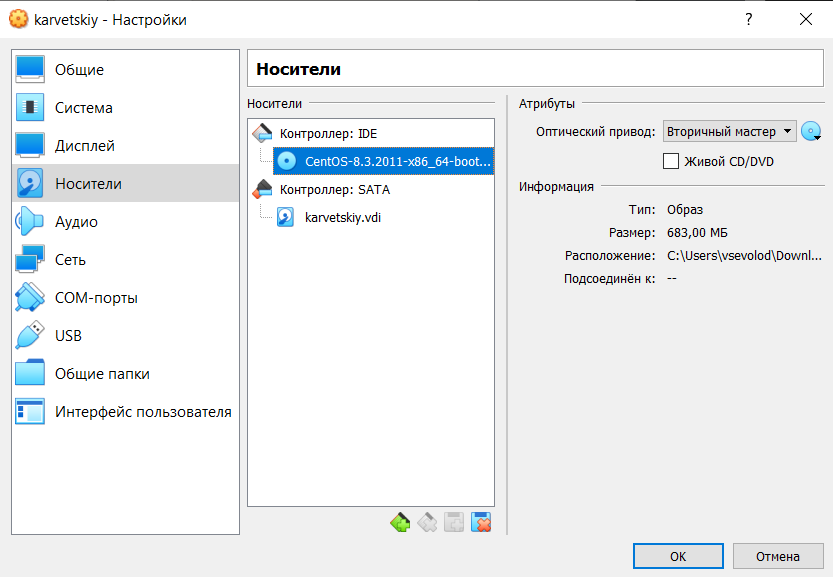 karvetskiy - Настройки
?
Общие
Система
Дисплей
Носители
Аудио
Сеть
COM-порты
USB
Общие папки
Интерфейс пользователя
Носители
Носители
Контроллер: IDE
CentOS-8.3.2011-x86_64-boot...
Контроллер: SATA
karvetskiy.vdi
Атрибуты
Оптический привод: Вторичный мастер
Живой CD/DVD
Информация
Тип: Образ
Размер: 683,00 МБ
Расположение: C:\Users\vsevolod\Downl...
Подсоединён к: --
OK
Отмена